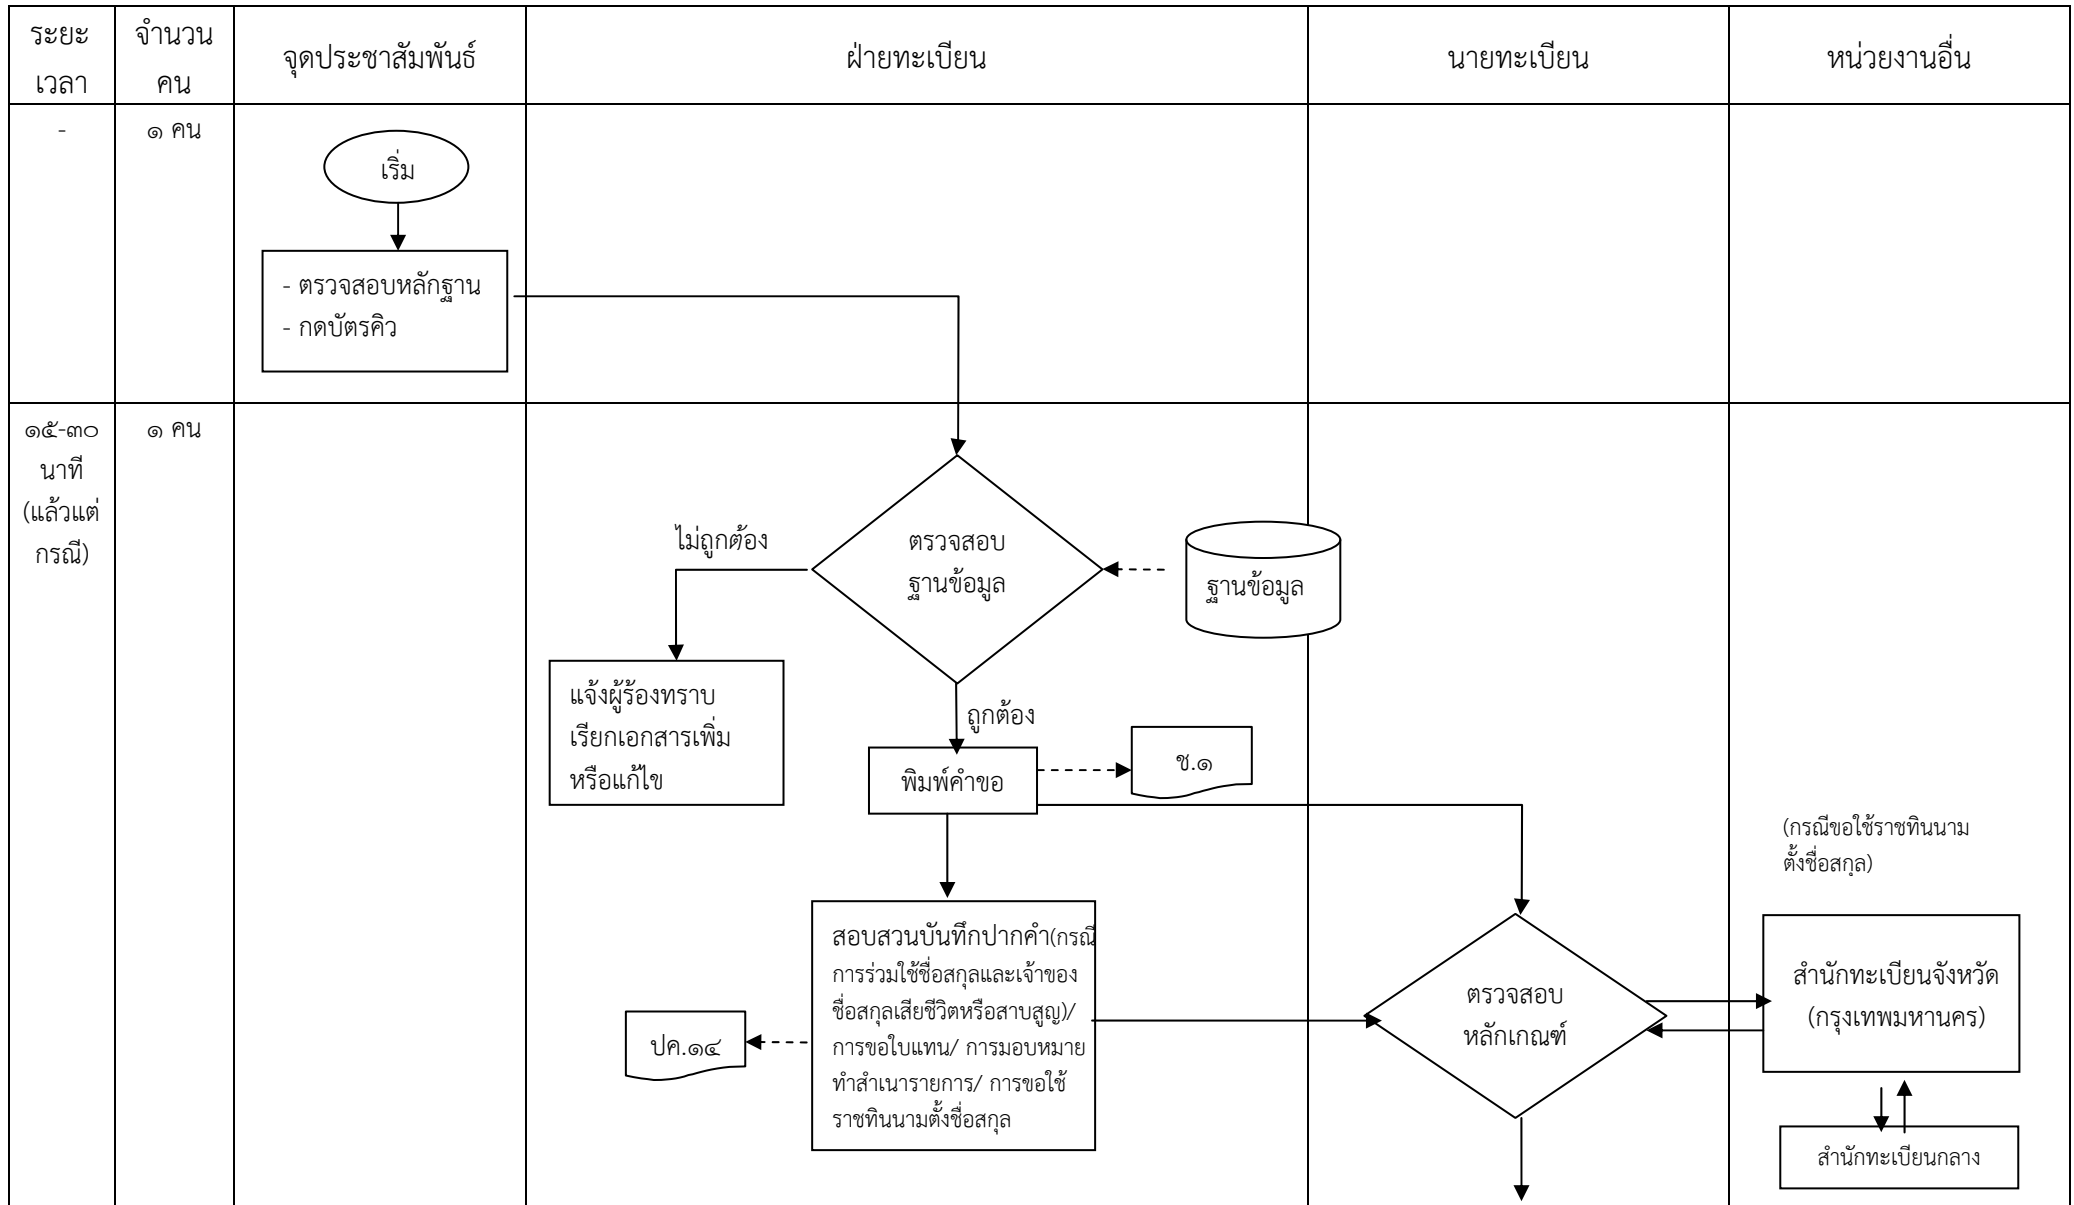 ระยะ
เวลา
จำนวน
คน
จุดประชาสัมพันธ์
ฝ่ายทะเบียน
นายทะเบียน
หน่วยงานอื่น
-
๑ คน
เริ่ม
- ตรวจสอบหลักฐาน
- กดบัตรคิว
๑๕-๓๐
นาที
(แล้วแต่
กรณี)
๑ คน
ไม่ถูกต้อง
ตรวจสอบ
ฐานข้อมูล
ฐานข้อมูล
แจ้งผู้ร้องทราบ
เรียกเอกสารเพิ่ม
หรือแก้ไข
ถูกต้อง
พิมพ์คำขอ
ช.๑
(กรณีขอใช้ราชทินนาม
ตั้งชื่อสกุล)
สอบสวนบันทึกปากคำ(กรณี
การร่วมใช้ชื่อสกุลและเจ้าของ
ชื่อสกุลเสียชีวิตหรือสาบสูญ)/
การขอใบแทน/ การมอบหมาย
ทำสำเนารายการ/ การขอใช้
ราชทินนามตั้งชื่อสกุล
ปค.๑๔
ตรวจสอบ
หลักเกณฑ์
สำนักทะเบียนจังหวัด
(กรุงเทพมหานคร)
สำนักทะเบียนกลาง